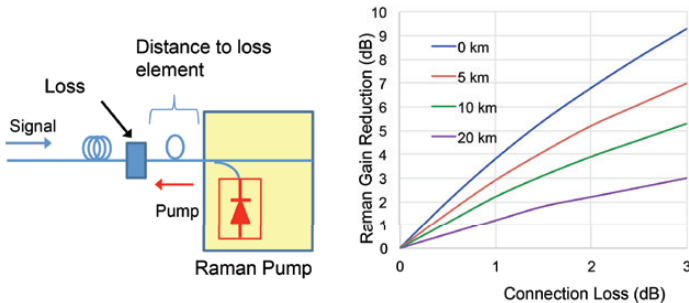 Distance to loss
element
Loss
Signal
Pump
Raman Pump
Raman Gain Reduction (dB)
10
9
8
7
6
5
4
3
2
1
0
0 km
5 km
10 km
20 km
0
1
2
3
Connection Loss (dB)